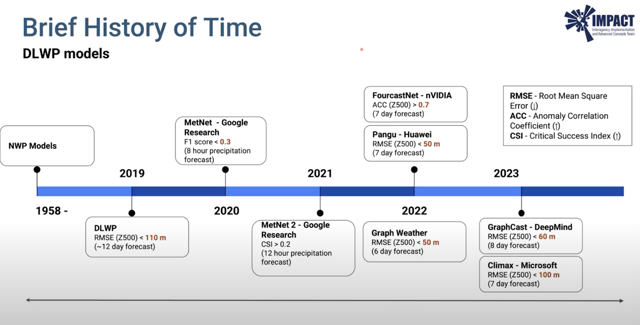 Brief History of Time
DLWP models
IMPACT
Interagency Implementation
and Advanced Concepts Team
FourcastNet - nVIDIA
ACC (Z500) > 0.7
(7 day forecast)
RMSE - Root Mean Square
Error (↓)
ACC - Anomaly Correlation
Coefficient (↑)
CSI - Critical Success Index (↑)
MetNet - Google
Research
F1 score < 0.3
(8 hour precipitation
forecast)
Pangu - Huawei
RMSE (Z500) < 50 m
(7 day forecast)
NWP Models
2019
2021
2023
1958 -
2020
2022
DLWP
RMSE (Z500) < 110 m
(~12 day forecast)
MetNet 2 - Google
Research
CSI > 0.2
(12 hour precipitation
forecast)
Graph Weather
RMSE (Z500) < 50 m
(6 day forecast)
GraphCast - DeepMind
RMSE (Z500) < 60 m
(8 day forecast)
Climax - Microsoft
RMSE (Z500) < 100 m
(7 day forecast)